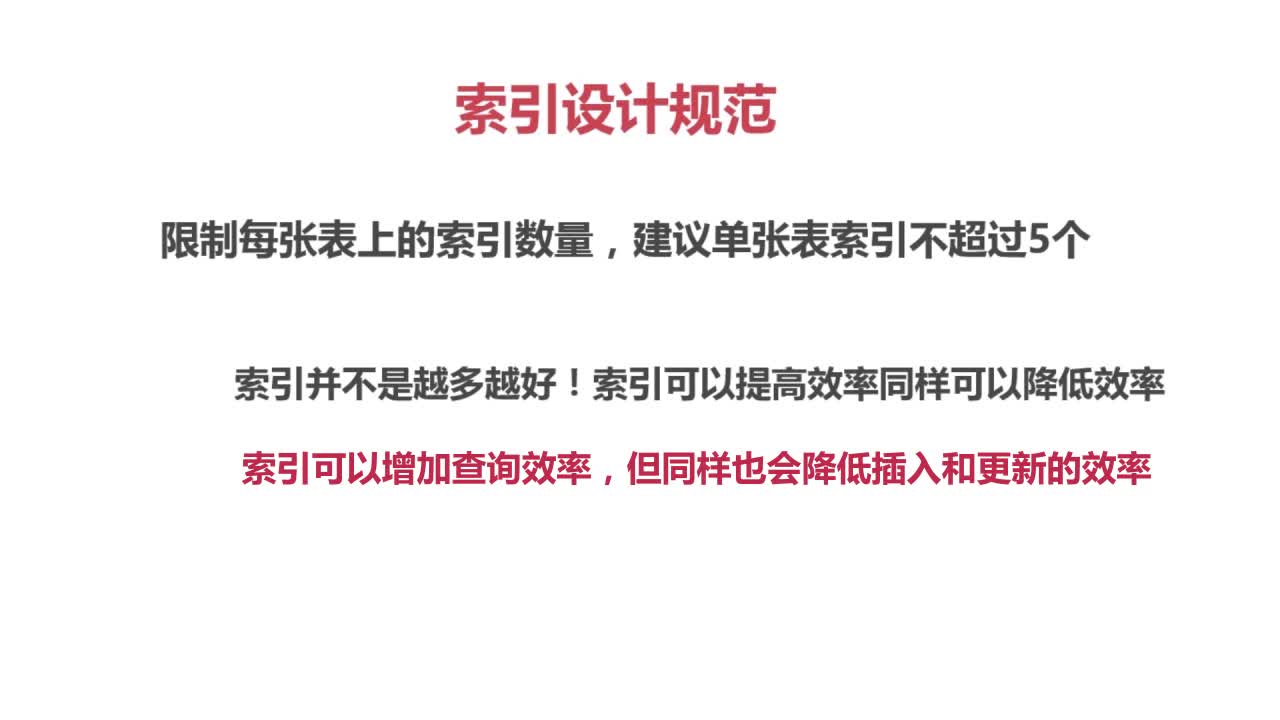 索引设计规范
限制每张表上的索引数量，建议单张表索引不超过5个
索引并不是越多越好！索引可以提高效率同样可以降低效率
索引可以增加查询效率，但同样也会降低插入和更新的效率